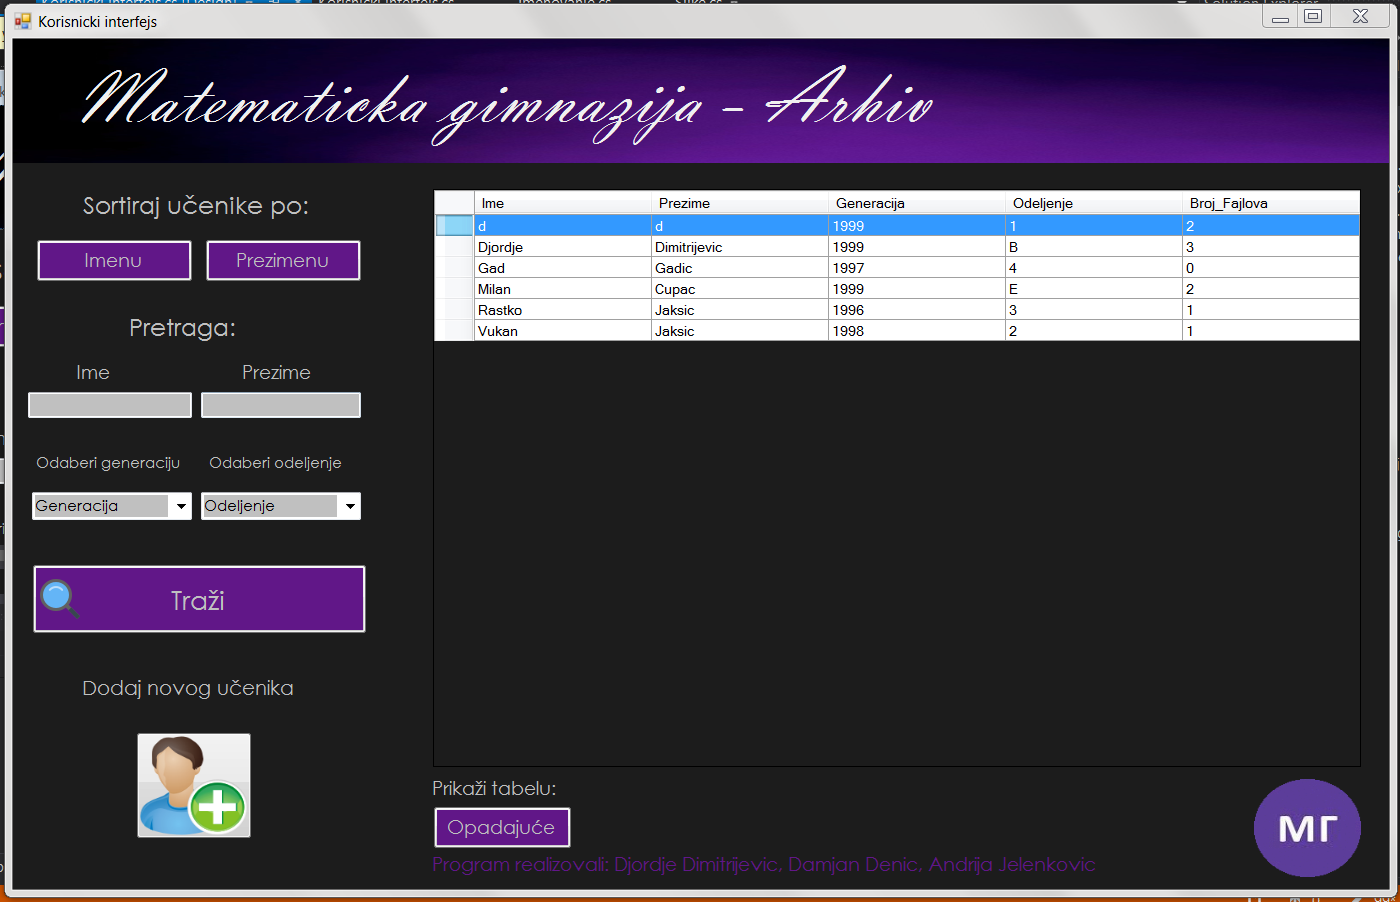 Korisnicki interfejs
Matematicka gimnazija - Arhiv
Sortiraj učenike po:
Imenu Prezimenu
Pretraga:
Ime Prezime
Odaberi generaciju Odaberi odeljenje
Generacija Odeljenje
Traži
Dodaj novog učenika
Ime Prezime Generacija Odeljenje Broj_Fajlova
d d 1999 1 2
Djordje Dimitrijevic 1999 B 3
Gad Gadic 1997 4 0
Milan Cupac 1999 E 2
Rastko Jaksic 1996 3 1
Vukan Jaksic 1998 2 1
Prikaži tabelu:
Opadajuće
Program realizovali: Djordje Dimitrijevic, Damjan Denic, Andrija Jelenkovic
МГ